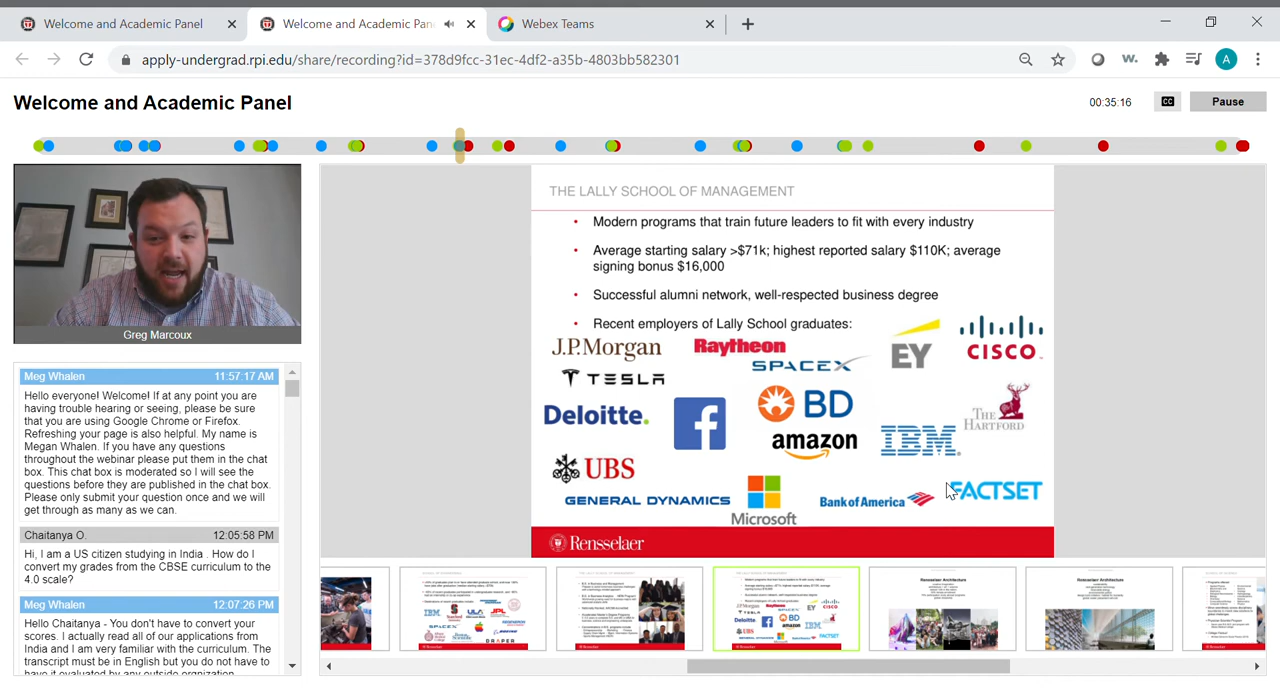 Welcome and Academic Panel
Welcome and Academic Pan
Webex Teams
apply-undergrad.rpi.edu/share/recording?id=378d9fcc-31ec-4df2-a35b-4803bb582301
w.
A
Welcome and Academic Panel
00:35:16
CC
Pause
Greg Marcoux
Meg Whalen 11:57:17 AM
Hello everyone! Welcome! If at any point you are
having trouble hearing or seeing, please be sure
that you are using Google Chrome or Firefox.
Refreshing your page is also helpful. My name is
Megan Whalen. If you have any questions
throughout the webinar please put them in the chat
box. This chat box is moderated so I will see the
questions before they are published in the chat box.
Please only submit your question once and we will
get through as many as we can.
Chaitanya O. 12:05:58 PM
Hi, I am a US citizen studying in India . How do I
convert my grades from the CBSE curriculum to the
4.0 scale?
Meg Whalen 12:07:26 PM
Hello Chaitanya - You don't have to convert your
scores. I actually read all of our applications from
India and I am very familiar with the curriculum. The
transcript must be in English but you do not have to
have it evaluated by any outside organization.
THE LALLY SCHOOL OF MANAGEMENT
• Modern programs that train future leaders to fit with every industry
• Average starting salary >$71k; highest reported salary $110K; average
signing bonus $16,000
• Successful alumni network, well-respected business degree
• Recent employers of Lally School graduates:
J.P.Morgan
Raytheon
SPACEX
EY
CISCO
TESLA
Deloitte.
f
BD
amazon
THE
HARTFORD
IBM
UBS
GENERAL DYNAMICS
Microsoft
Bank of America
FACTSET
Rensselaer
Rensselaer Architecture
Rensselaer Architecture